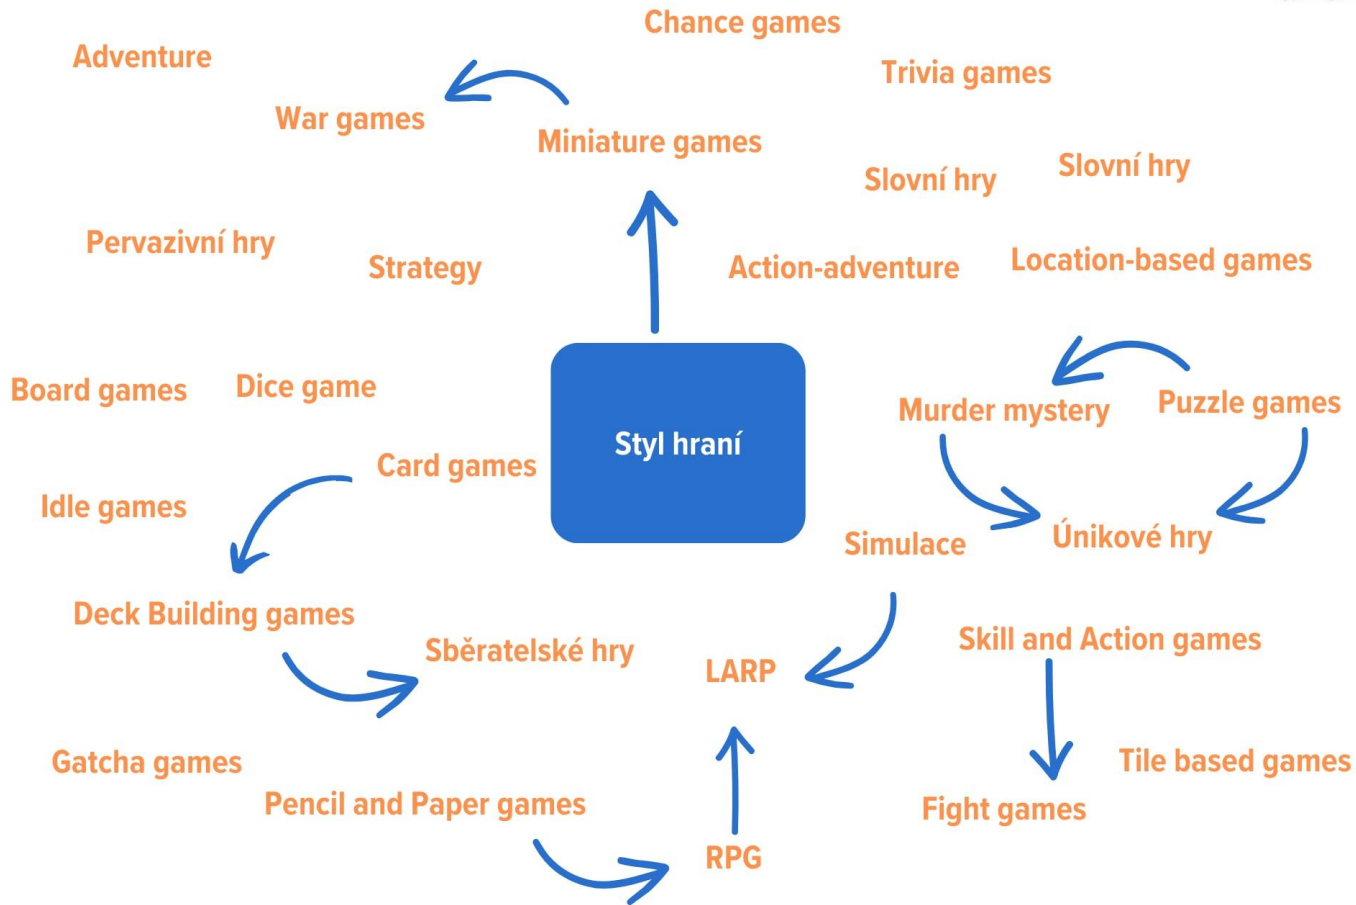 Chance games
Adventure
Trivia games
War games
Miniature games
Slovní hry
Slovní hry
Pervazivní hry
Strategy
Action-adventure
Location-based games
Board games
Dice game
Murder mystery
Puzzle games
Styl hraní
Card games
Idle games
Simulace
Únikové hry
Deck Building games
Sběratelské hry
LARP
Skill and Action games
Gatcha games
Tile based games
Pencil and Paper games
Fight games
RPG